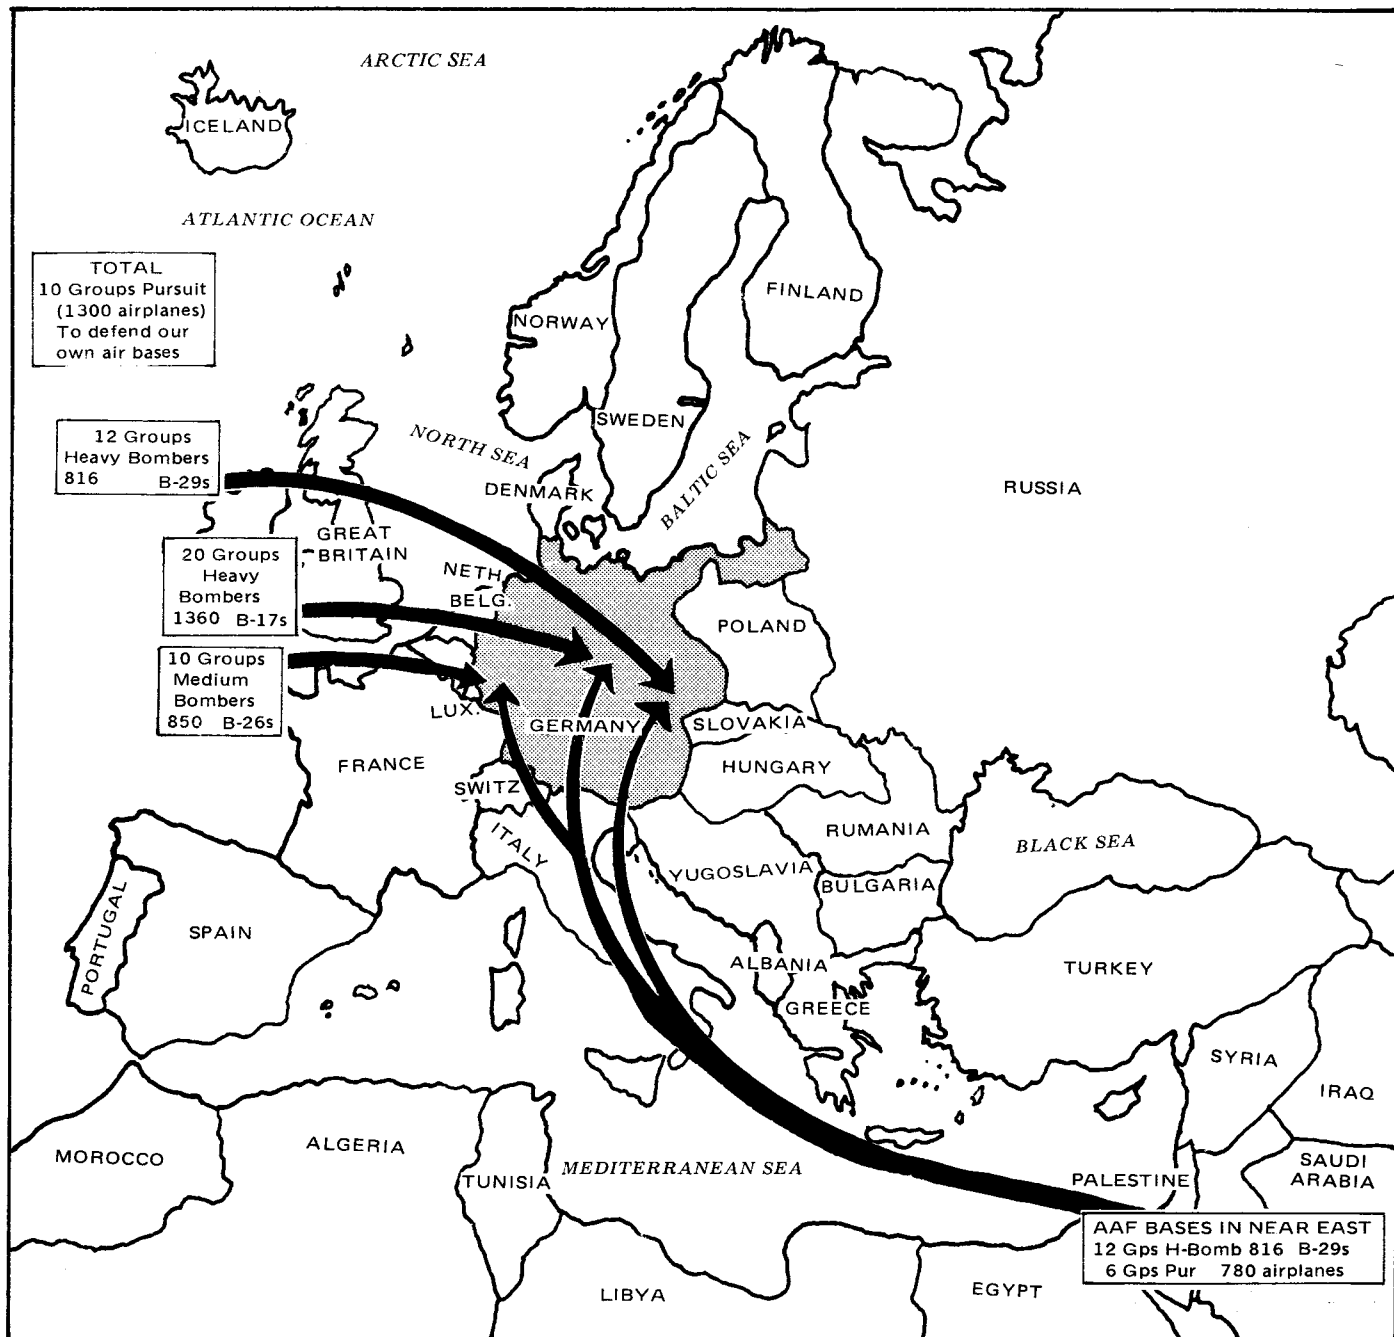 ARCTIC SEA
ICELAND
ATLANTIC OCEAN
TOTAL
10 Groups Pursuit
(1300 airplanes)
To defend our
own air bases
NORWAY
FINLAND
SWEDEN
12 Groups
Heavy Bombers
816 B-29s
NORTH SEA
BALTIC SEA
DENMARK
RUSSIA
GREAT
BRITAIN
20 Groups
Heavy
Bombers
1360 B-17s
NETH.
BELG.
POLAND
10 Groups
Medium
Bombers
850 B-26s
LUX.
GERMANY
SLOVAKIA
FRANCE
HUNGARY
SWITZ
ITALY
RUMANIA
BLACK SEA
YUGOSLAVIA
BULGARIA
PORTUGAL
SPAIN
ALBANIA
TURKEY
GREECE
SYRIA
IRAQ
MOROCCO
ALGERIA
TUNISIA
MEDITERRANEAN SEA
PALESTINE
SAUDI
ARABIA
AAF BASES IN NEAR EAST
12 Gps H-Bomb 816 B-29s
6 Gps Pur 780 airplanes
LIBYA
EGYPT